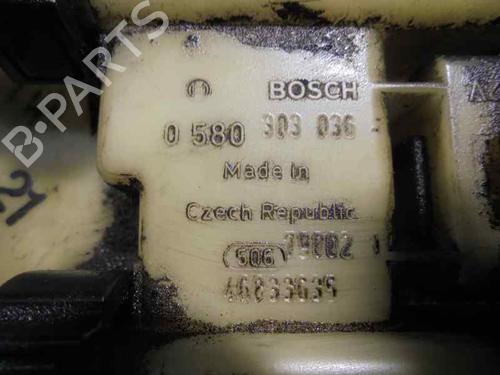 B-PARTS
BOSCH
0 580 303 036
Made in
Czech Republic
506
46833639